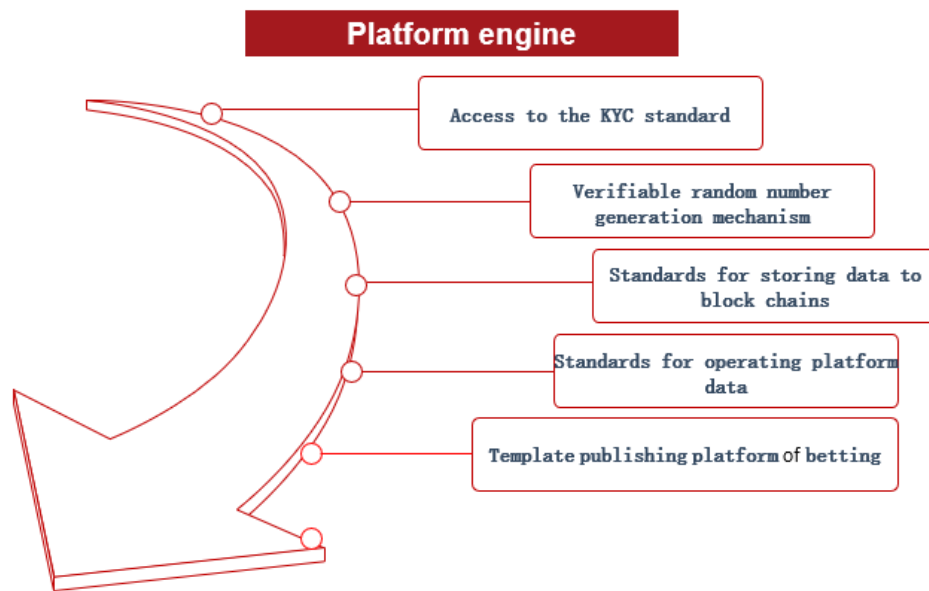 Platform engine
Access to the KYC standard
Verifiable random number
generation mechanism
Standards for storing data to
block chains
Standards for operating platform
data
Template publishing platform of betting